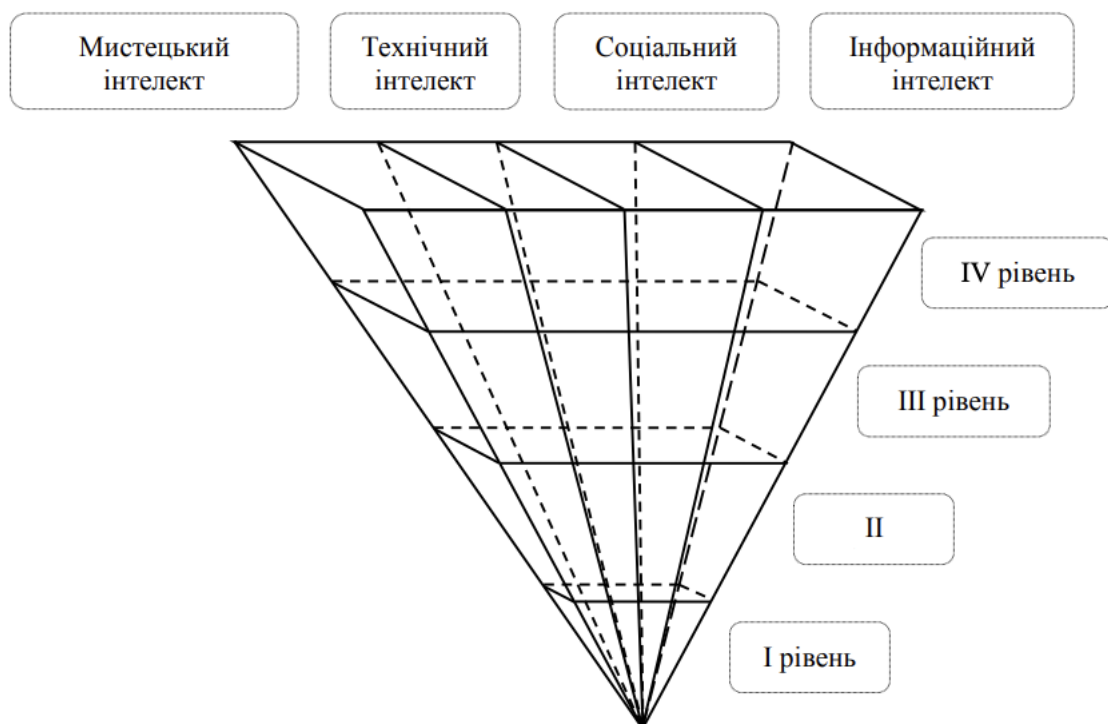 Мистецький
інтелект
Технічний
інтелект
Соціальний
інтелект
Інформаційний
інтелект
IV рівень
III рівень
II
I рівень